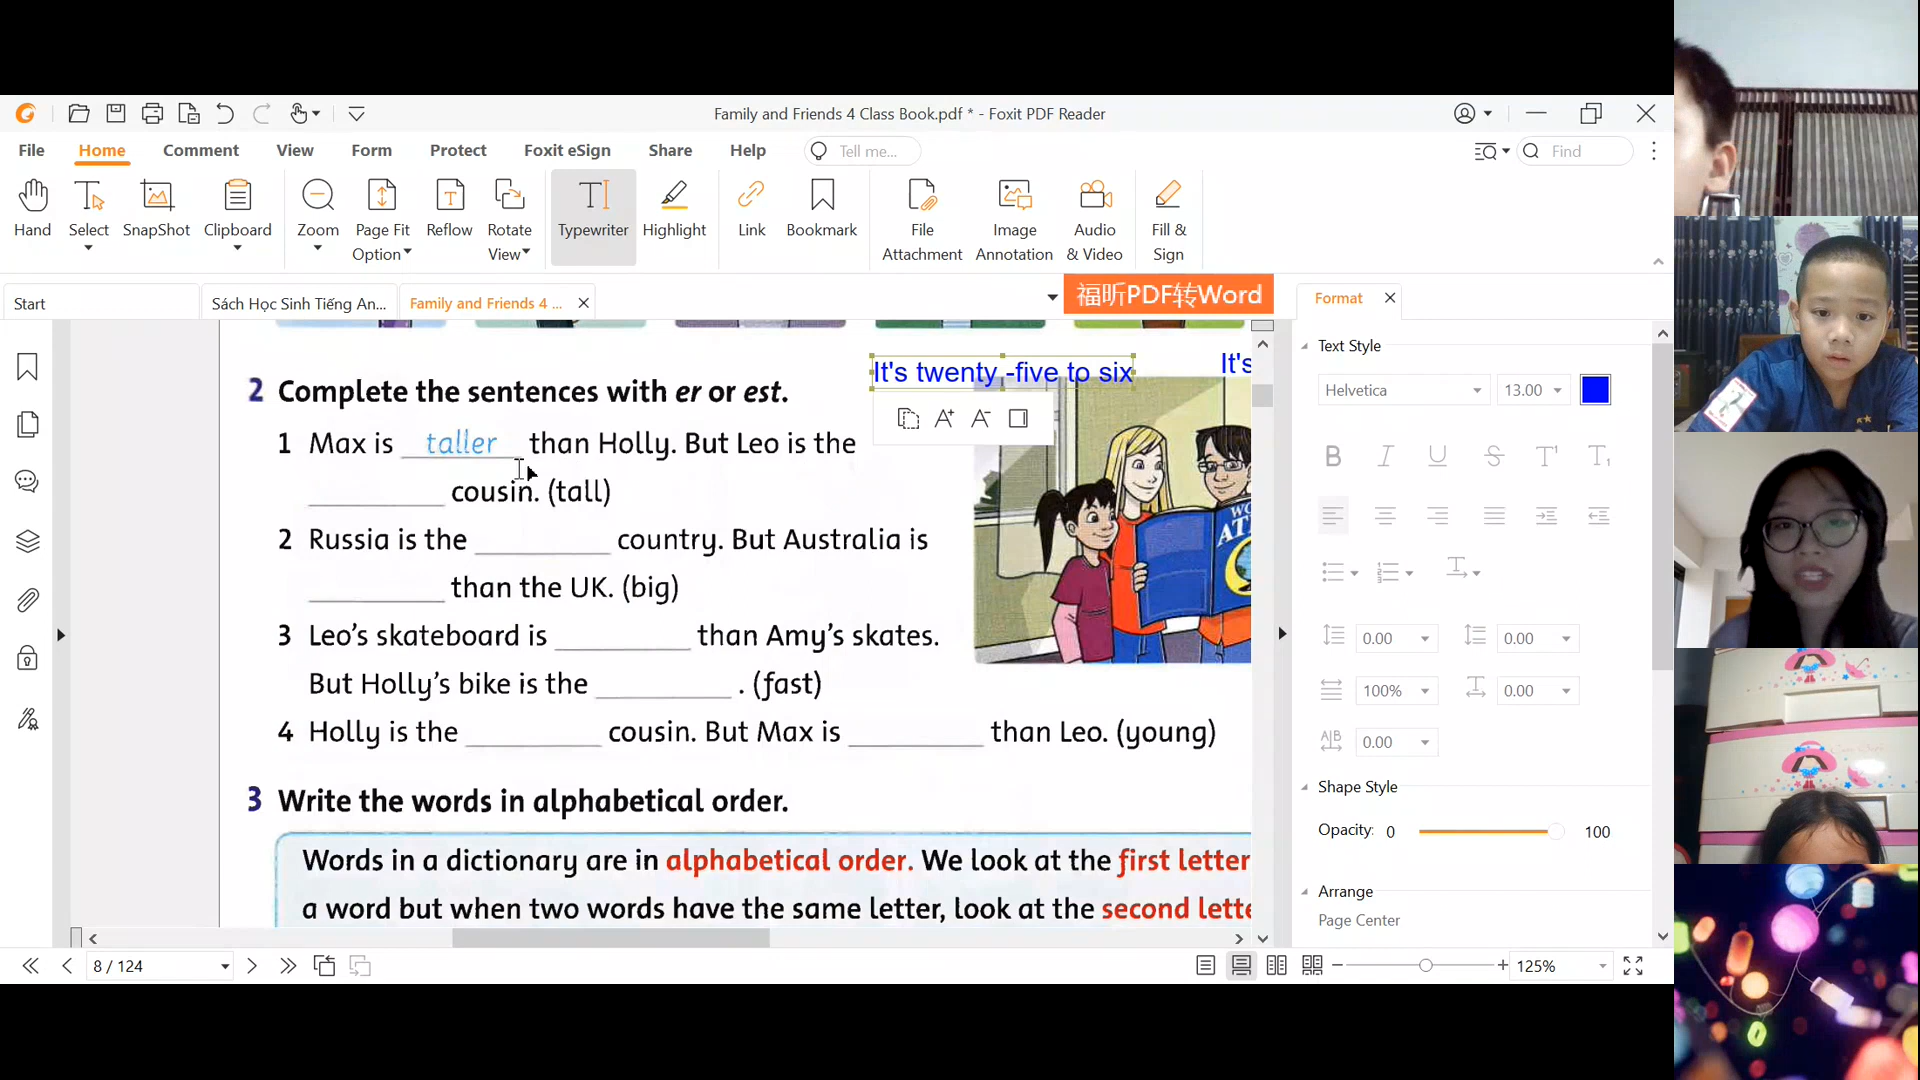 Family and Friends 4 Class Book.pdf * - Foxit PDF Reader
File Home Comment View Form Protect Foxit eSign Share Help Tell me... Find
Hand Select SnapShot Clipboard Zoom Page Fit Option Reflow Rotate View Typewriter Highlight Link Bookmark File Attachment Image Annotation Audio & Video Fill & Sign
Start Sách Học Sinh Tiếng An... Family and Friends 4 ... 福昕PDF转Word Format
It's twenty -five to six It's
2 Complete the sentences with er or est.
1 Max is taller than Holly. But Leo is the
cousin. (tall)
2 Russia is the country. But Australia is
than the UK. (big)
3 Leo's skateboard is than Amy's skates.
But Holly's bike is the . (fast)
4 Holly is the cousin. But Max is than Leo. (young)
3 Write the words in alphabetical order.
Words in a dictionary are in alphabetical order. We look at the first letter
a word but when two words have the same letter, look at the second lette
Text Style
Helvetica 13.00
0.00 0.00
100% 0.00
0.00
Shape Style
Opacity: 0 100
Arrange
Page Center
8 / 124 125%